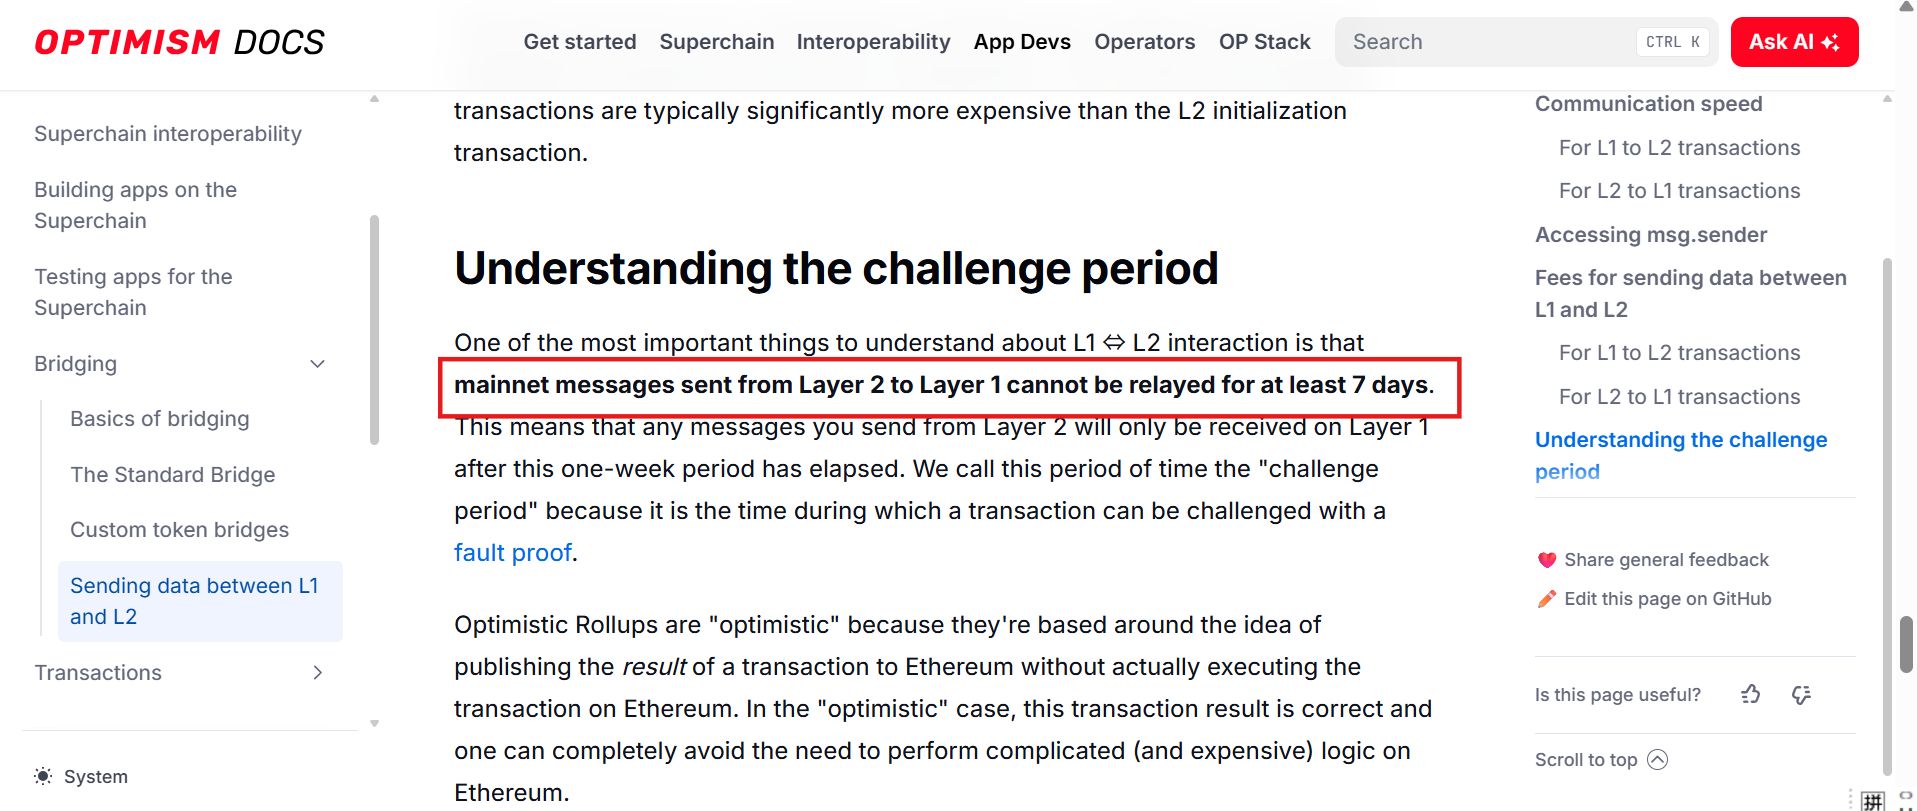 OPTIMISM DOCS
Get started Superchain Interoperability App Devs Operators OP Stack
Search CTRL K
Ask AI
Superchain interoperability
Building apps on the
Superchain
Testing apps for the
Superchain
Bridging
Basics of bridging
The Standard Bridge
Custom token bridges
Sending data between L1
and L2
Transactions
System
transactions are typically significantly more expensive than the L2 initialization
transaction.
Understanding the challenge period
One of the most important things to understand about L1 ⇔ L2 interaction is that
mainnet messages sent from Layer 2 to Layer 1 cannot be relayed for at least 7 days.
This means that any messages you send from Layer 2 will only be received on Layer 1
after this one-week period has elapsed. We call this period of time the "challenge
period" because it is the time during which a transaction can be challenged with a
fault proof.
Optimistic Rollups are "optimistic" because they're based around the idea of
publishing the result of a transaction to Ethereum without actually executing the
transaction on Ethereum. In the "optimistic" case, this transaction result is correct and
one can completely avoid the need to perform complicated (and expensive) logic on
Ethereum.
Communication speed
For L1 to L2 transactions
For L2 to L1 transactions
Accessing msg.sender
Fees for sending data between
L1 and L2
For L1 to L2 transactions
For L2 to L1 transactions
Understanding the challenge
period
Share general feedback
Edit this page on GitHub
Is this page useful?
Scroll to top
拼